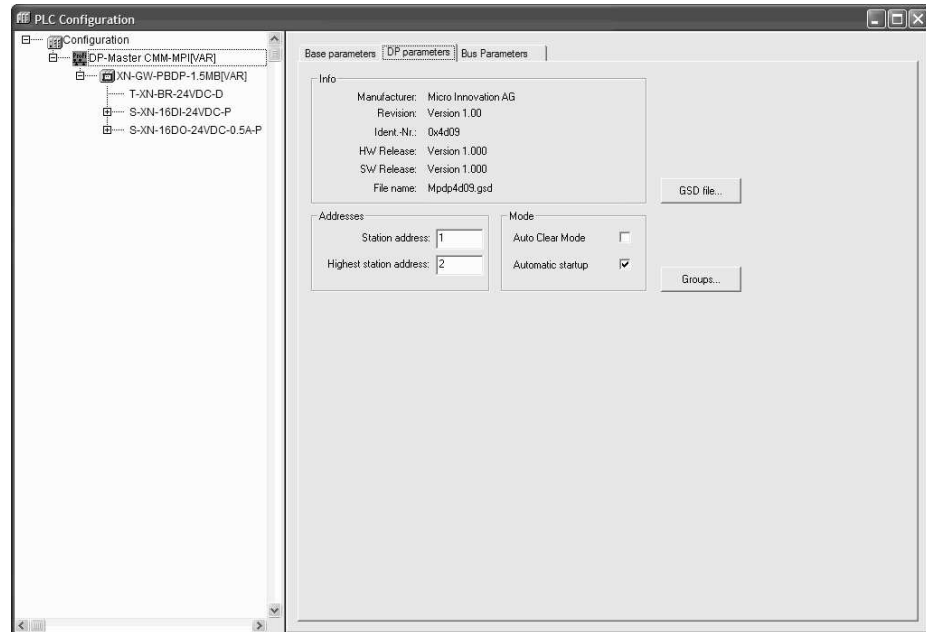 PLC Configuration
Configuration
DP-Master CMM-MPI[VAR]
XN-GW-PBDP-1.5MB[VAR]
T-XN-BR-24VDC-D
S-XN-16DI-24VDC-P
S-XN-16DO-24VDC-0.5A-P
Base parameters DP parameters Bus Parameters
Info
Manufacturer: Micro Innovation AG
Revision: Version 1.00
Ident.-Nr.: 0x4d09
HW Release: Version 1.000
SW Release: Version 1.000
File name: Mpdp4d09.gsd
GSD file...
Addresses
Station address: 1
Highest station address: 2
Mode
Auto Clear Mode
Automatic startup
Groups...